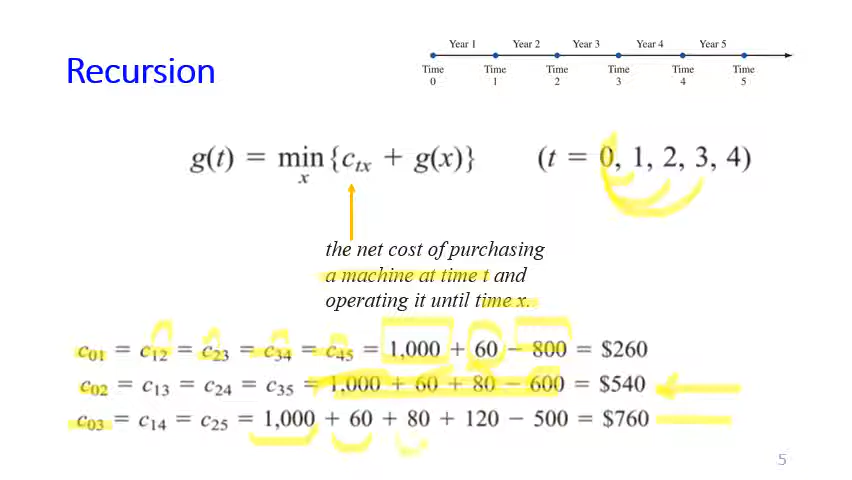 Recursion
Year 1 Year 2 Year 3 Year 4 Year 5
Time Time Time Time Time Time
0 1 2 3 4 5
g(t) = min {c_tx + g(x)} (t = 0, 1, 2, 3, 4)
x
the net cost of purchasing
a machine at time t and
operating it until time x.
c₀₁ = c₁₂ = c₂₃ = c₃₄ = c₄₅ = 1,000 + 60 − 800 = $260
c₀₂ = c₁₃ = c₂₄ = c₃₅ = 1,000 + 60 + 80 − 600 = $540
c₀₃ = c₁₄ = c₂₅ = 1,000 + 60 + 80 + 120 − 500 = $760
5